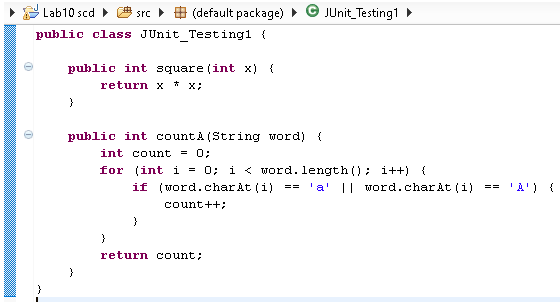 Lab10 scd src (default package) JUnit_Testing1
public class JUnit_Testing1 {
public int square(int x) {
return x * x;
}
public int countA(String word) {
int count = 0;
for (int i = 0; i < word.length(); i++) {
if (word.charAt(i) == 'a' || word.charAt(i) == 'A') {
count++;
}
}
return count;
}
}